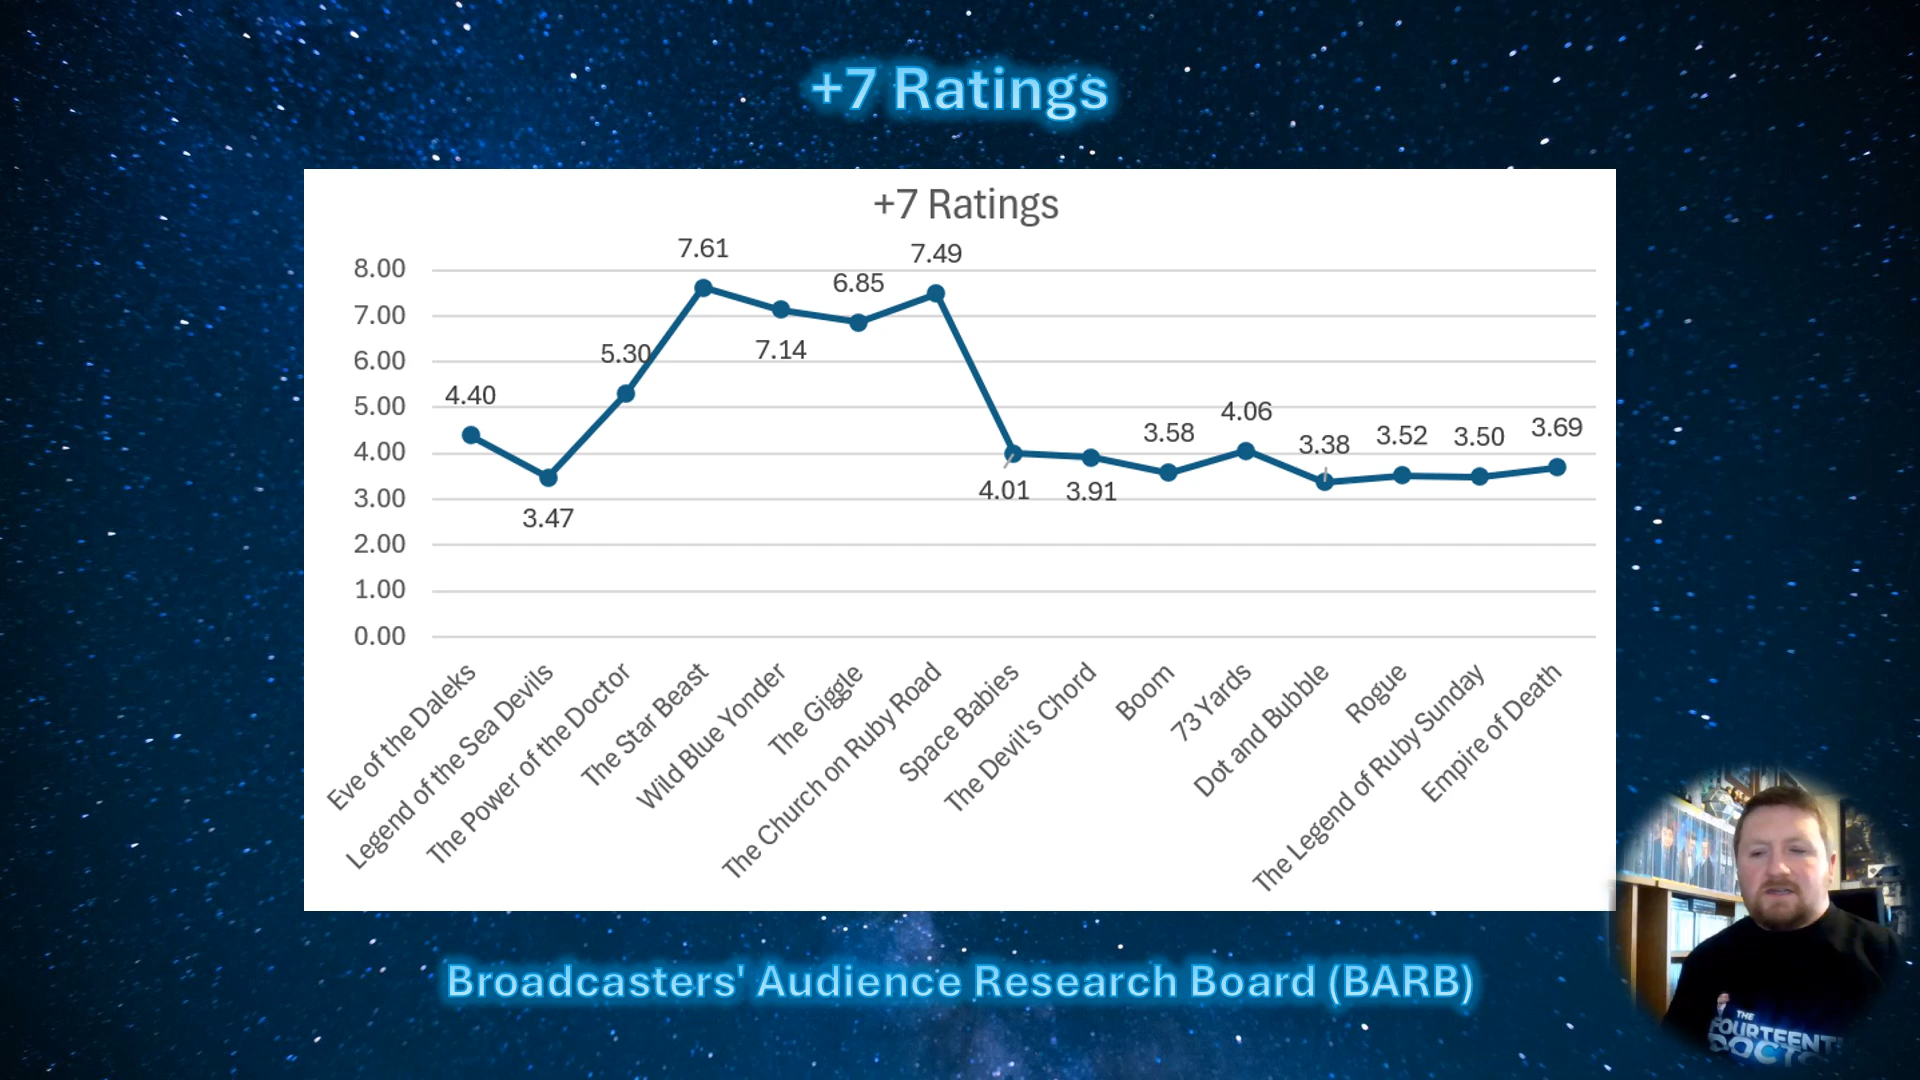 +7 Ratings
+7 Ratings
8.00
7.00
6.00
5.00
4.00
3.00
2.00
1.00
0.00
4.40
3.47
5.30
7.61
7.14
6.85
7.49
4.01
3.91
3.58
4.06
3.38
3.52
3.50
3.69
Eve of the Daleks
Legend of the Sea Devils
The Power of the Doctor
The Star Beast
Wild Blue Yonder
The Giggle
The Church on Ruby Road
Space Babies
The Devil's Chord
Boom
73 Yards
Dot and Bubble
Rogue
The Legend of Ruby Sunday
Empire of Death
Broadcasters' Audience Research Board (BARB)
THE